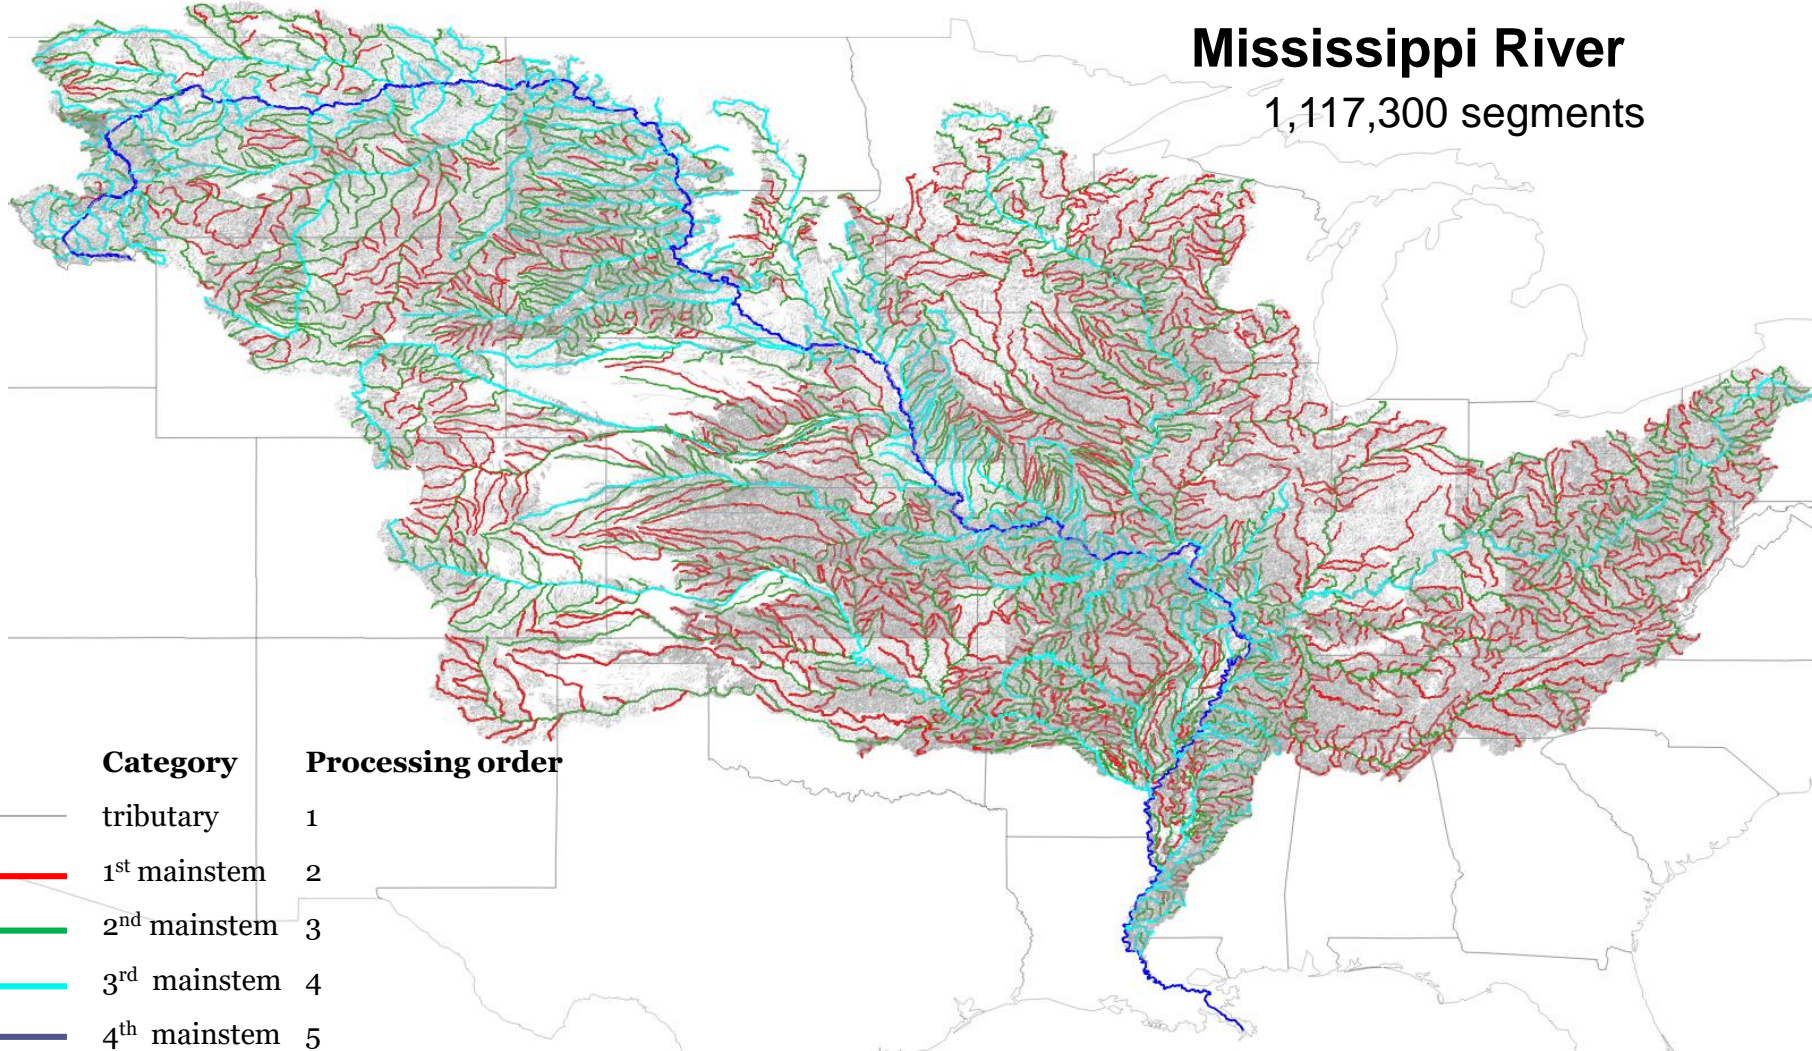 Mississippi River
1,117,300 segments
Category Processing order
tributary 1
1st mainstem 2
2nd mainstem 3
3rd mainstem 4
4th mainstem 5